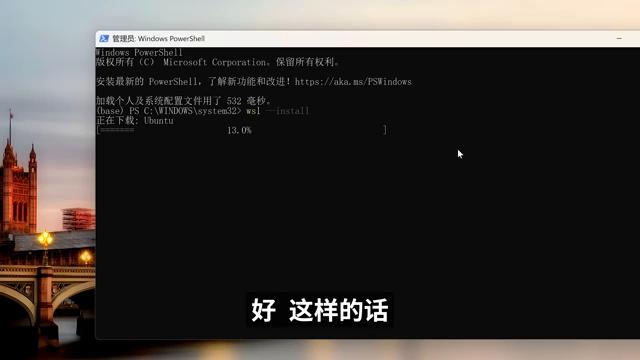 管理员: Windows PowerShell
Windows PowerShell
版权所有 (C) Microsoft Corporation。保留所有权利。
安装最新的 PowerShell，了解新功能和改进！https://aka.ms/PSWindows
加载个人及系统配置文件用了 532 毫秒。
(base) PS C:\WINDOWS\system32> wsl --install
正在下载: Ubuntu
[======= 13.0% ]
好 这样的话